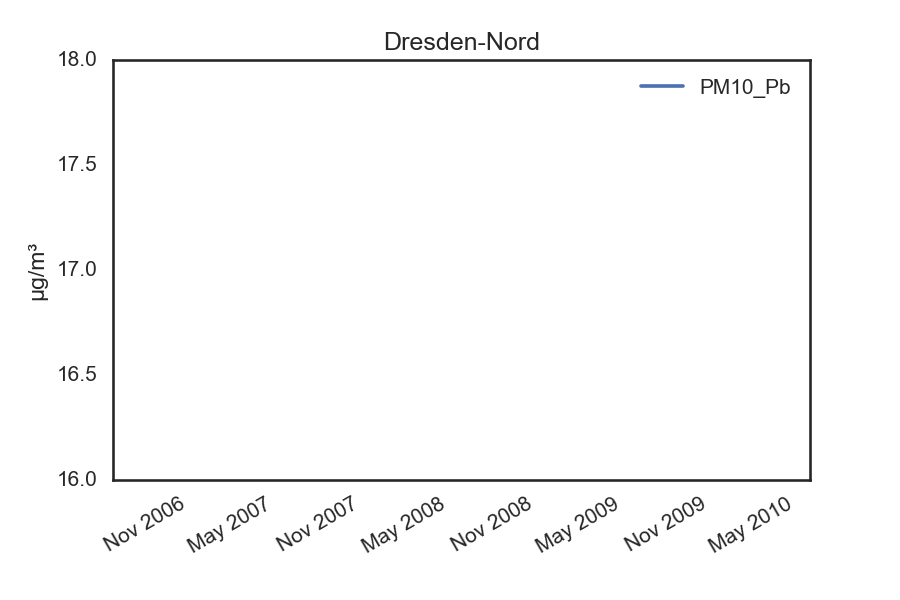 Dresden-Nord
18.0
PM10_Pb
17.5
17.0
µg/m³
16.5
16.0
Nov 2006
May 2007
Nov 2007
May 2008
Nov 2008
May 2009
Nov 2009
May 2010